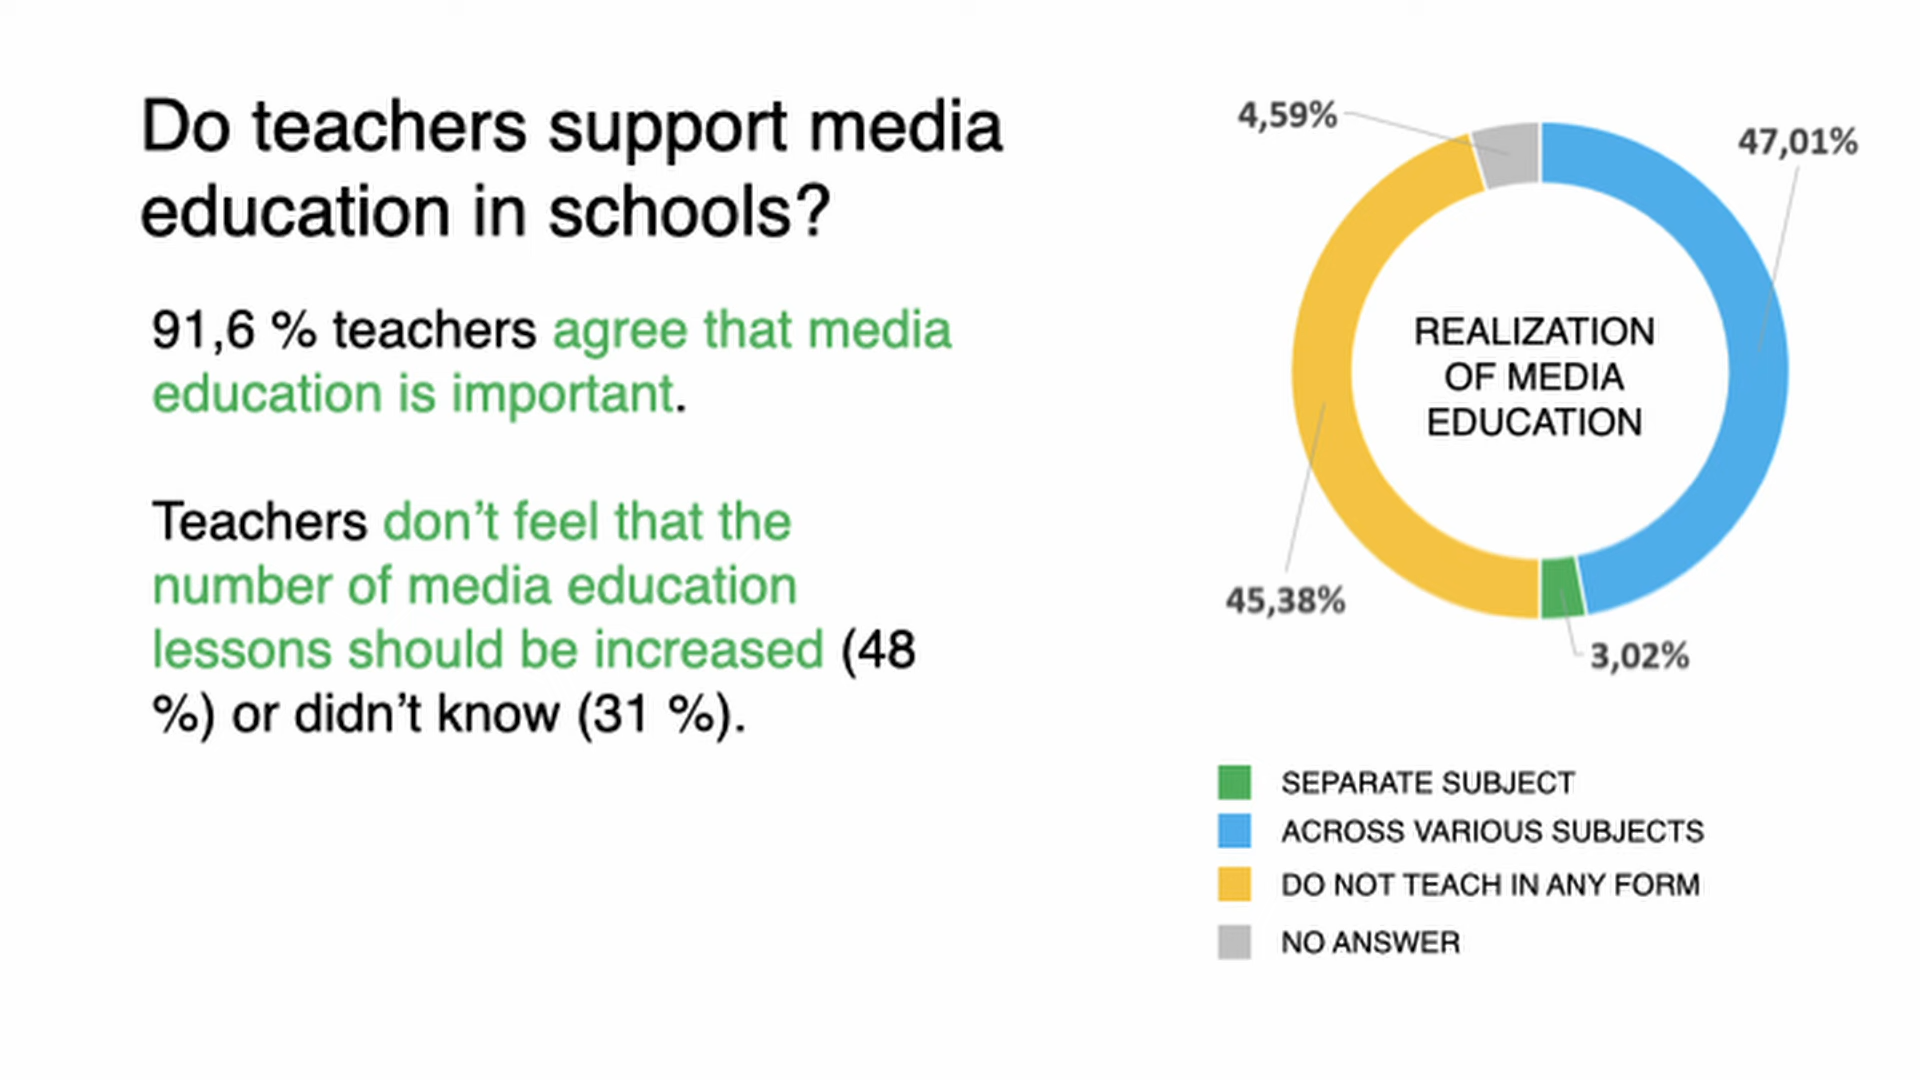 Do teachers support media
education in schools?
91,6 % teachers agree that media
education is important.
Teachers don't feel that the
number of media education
lessons should be increased (48
%) or didn't know (31 %).
4,59%
47,01%
REALIZATION
OF MEDIA
EDUCATION
45,38%
3,02%
SEPARATE SUBJECT
ACROSS VARIOUS SUBJECTS
DO NOT TEACH IN ANY FORM
NO ANSWER